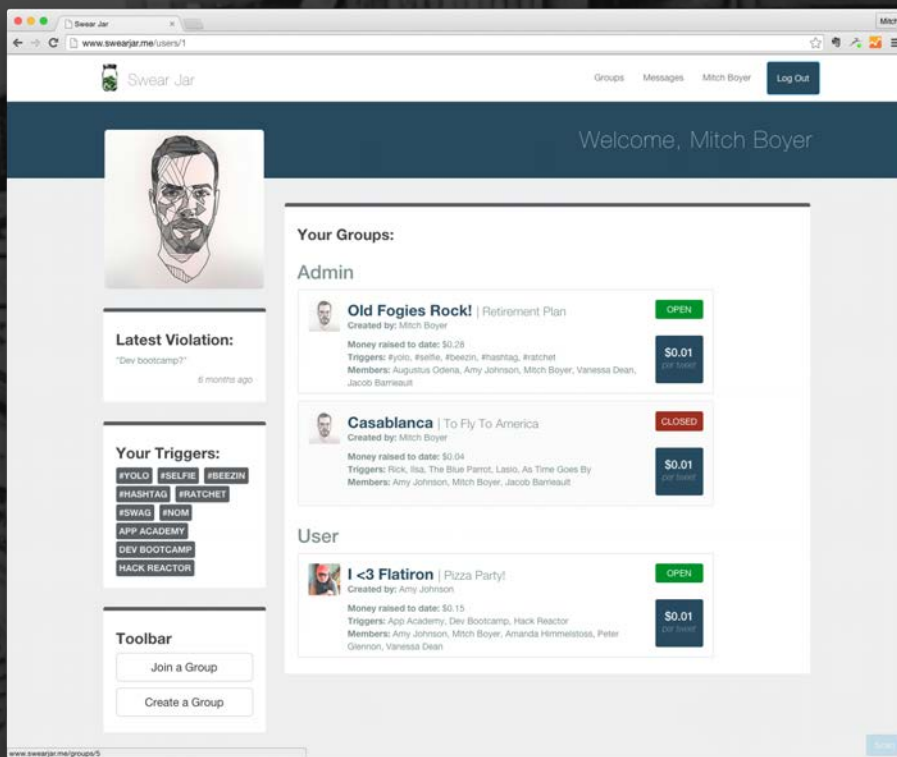 Swear Jar
Mitch
www.swearjar.me/users/1
Swear Jar
Groups
Messages
Mitch Boyer
Log Out
Welcome, Mitch Boyer
Latest Violation:
"Dev bootcamp?"
6 months ago
Your Triggers:
#YOLO #SELFIE #BEEZIN
#HASHTAG #RATCHET
#SWAG #NOM
APP ACADEMY
DEV BOOTCAMP
HACK REACTOR
Toolbar
Join a Group
Create a Group
Your Groups:
Admin
Old Fogies Rock! | Retirement Plan
Created by: Mitch Boyer
Money raised to date: $0.28
Triggers: #yolo, #selfie, #beezin, #hashtag, #ratchet
Members: Augustus Odena, Amy Johnson, Mitch Boyer, Vanessa Dean,
Jacob Barrieault
OPEN
$0.01
per tweet
Casablanca | To Fly To America
Created by: Mitch Boyer
Money raised to date: $0.04
Triggers: Rick, Ilsa, The Blue Parrot, Laslo, As Time Goes By
Members: Amy Johnson, Mitch Boyer, Jacob Barrieault
CLOSED
$0.01
per tweet
User
I <3 Flatiron | Pizza Party!
Created by: Amy Johnson
Money raised to date: $0.15
Triggers: App Academy, Dev Bootcamp, Hack Reactor
Members: Amy Johnson, Mitch Boyer, Amanda Himmelstoss, Peter
Glennon, Vanessa Dean
OPEN
$0.01
per tweet
www.swearjar.me/groups/5